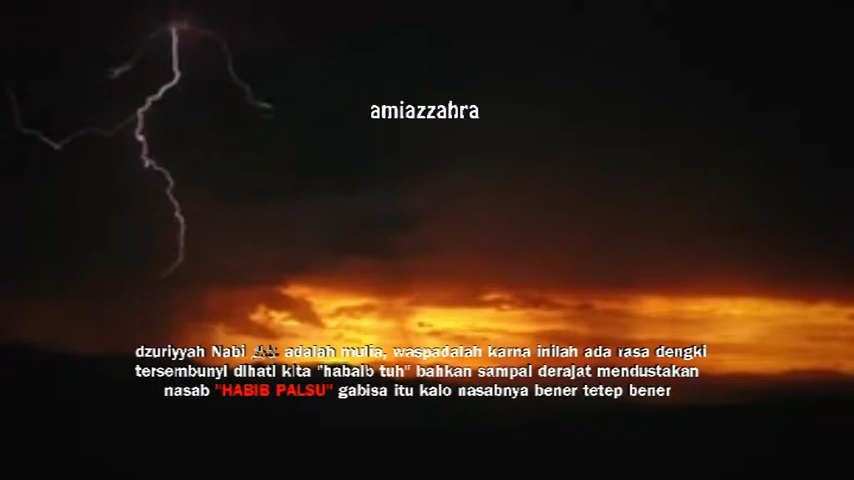 amiazzahra
dzuriyyah Nabi ﷺ adalah mulia, waspadalah karna inilah ada rasa dengki
tersembunyi dihati kita "habaib tuh" bahkan sampai derajat mendustakan
nasab "HABIB PALSU" gabisa itu kalo nasabnya bener tetep bener